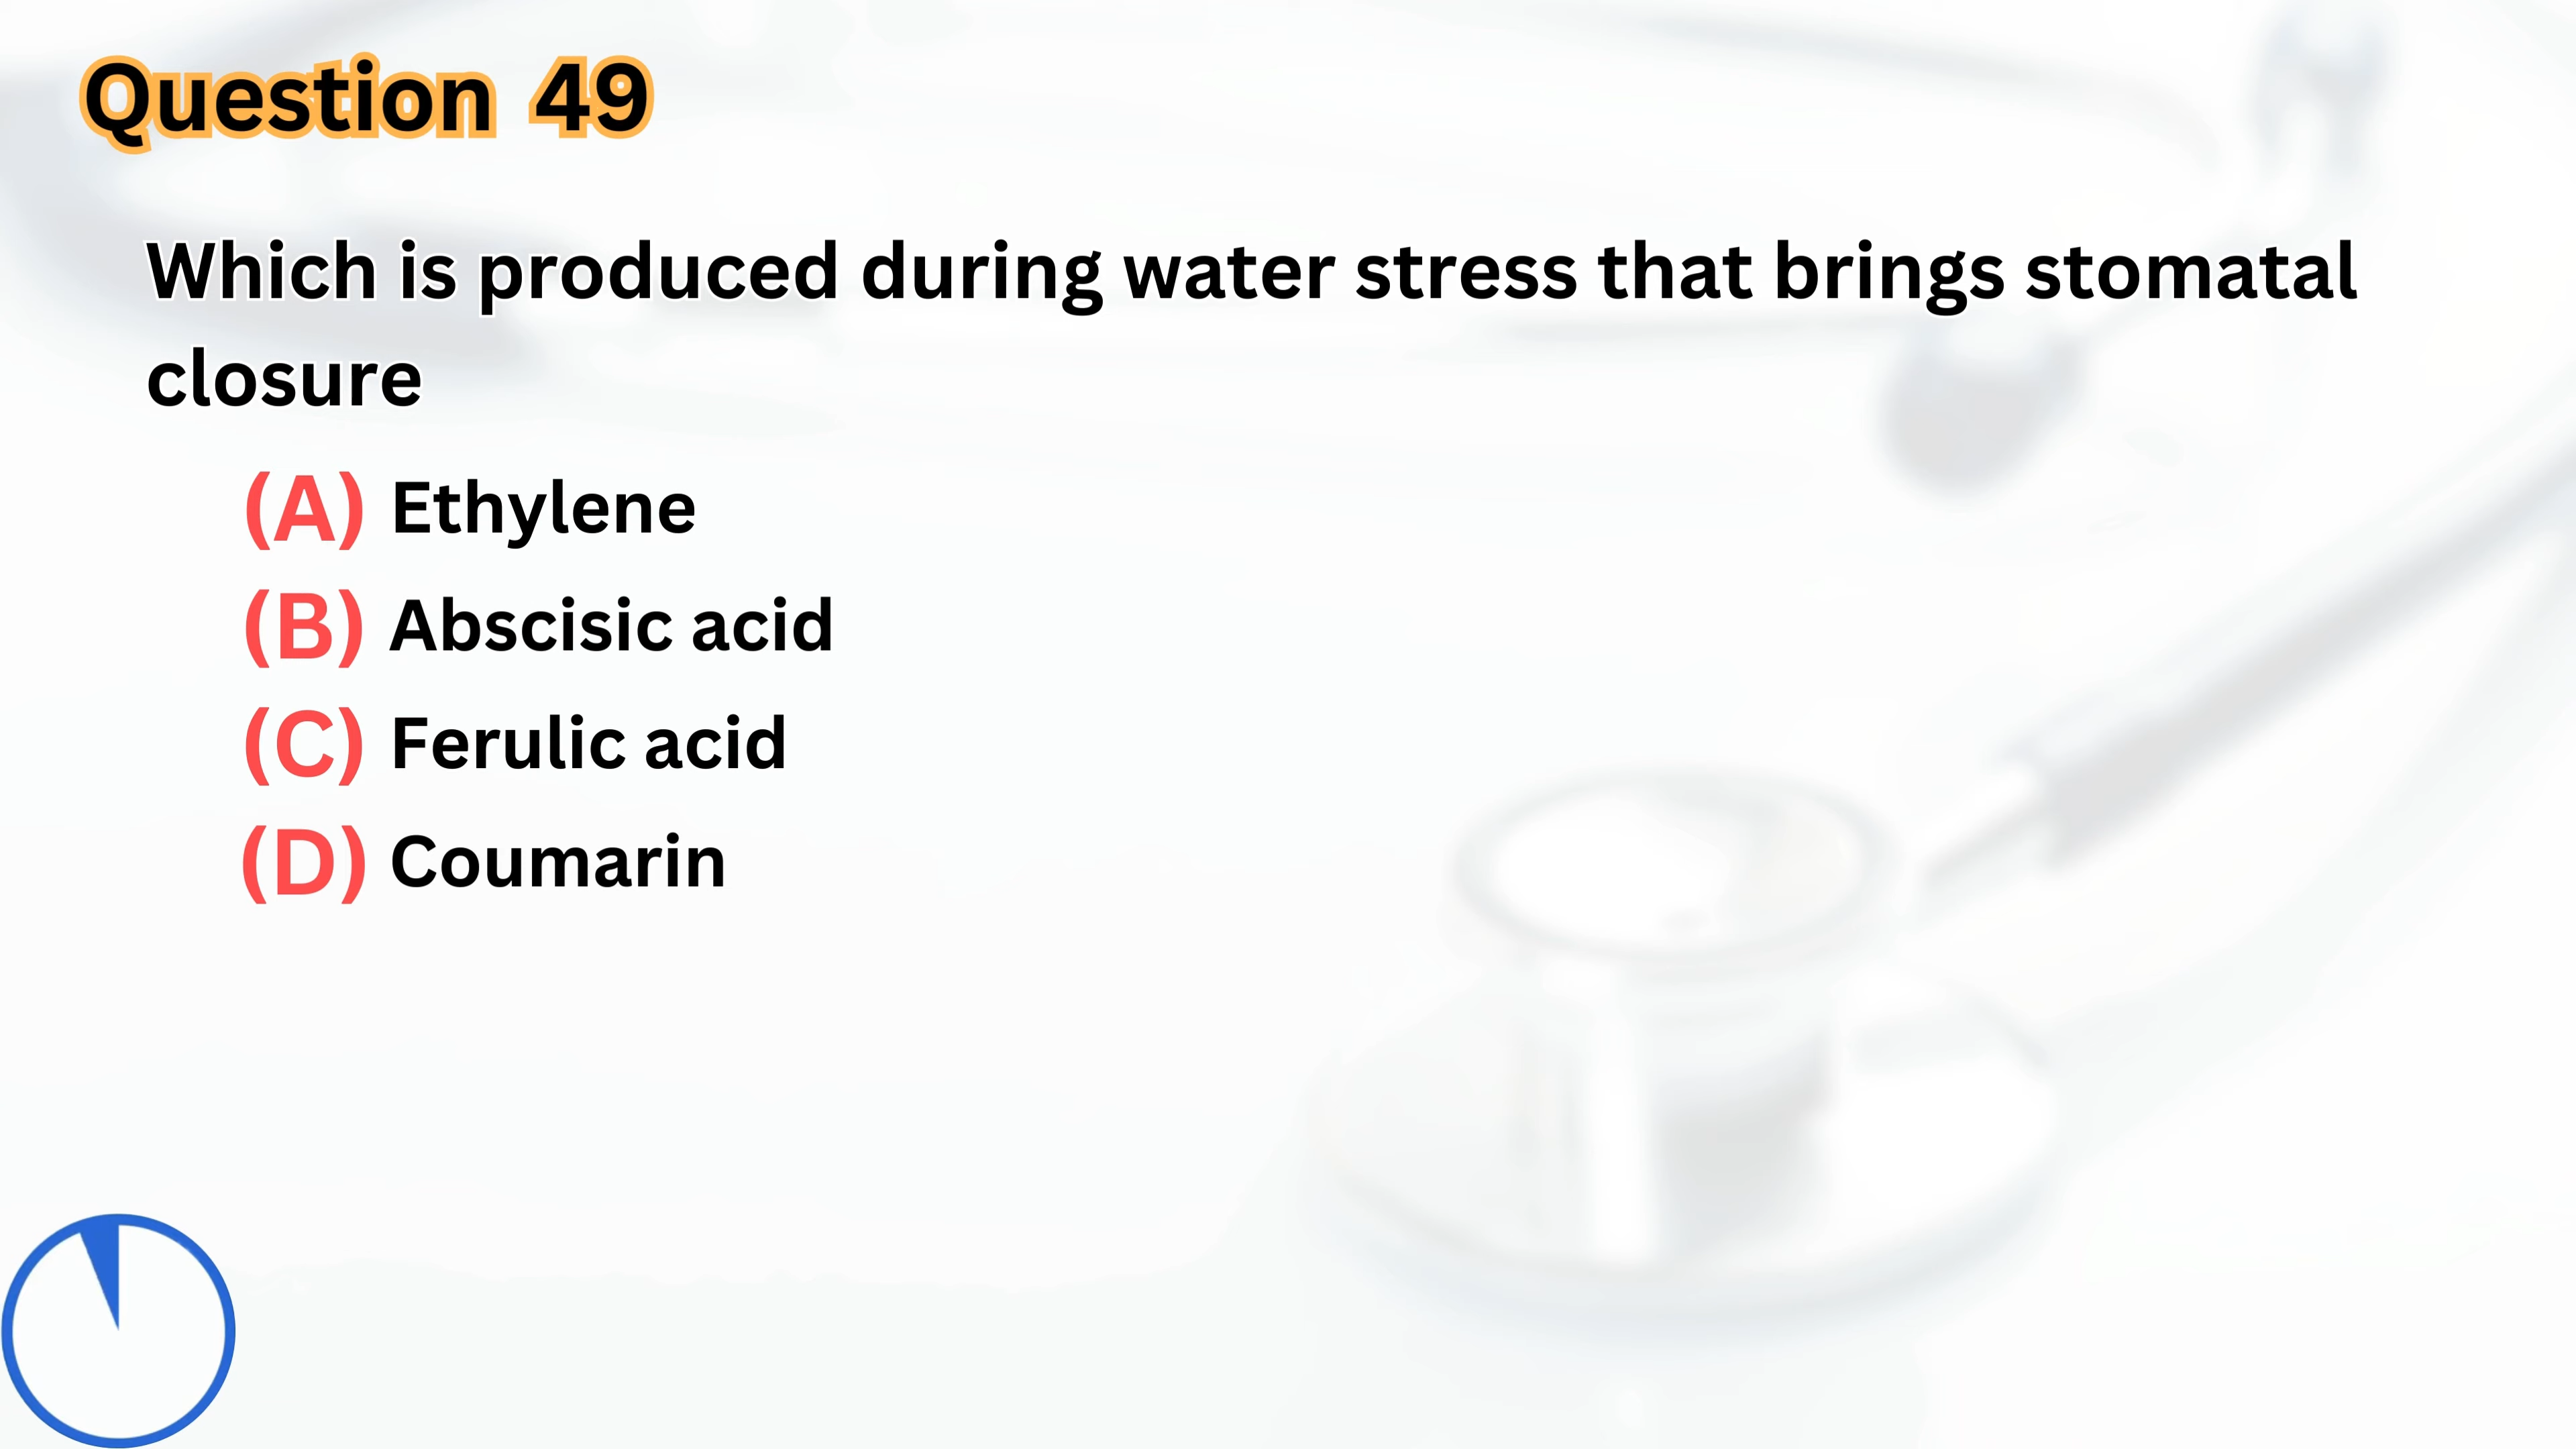 Question 49
Which is produced during water stress that brings stomatal
closure
(A) Ethylene
(B) Abscisic acid
(C) Ferulic acid
(D) Coumarin